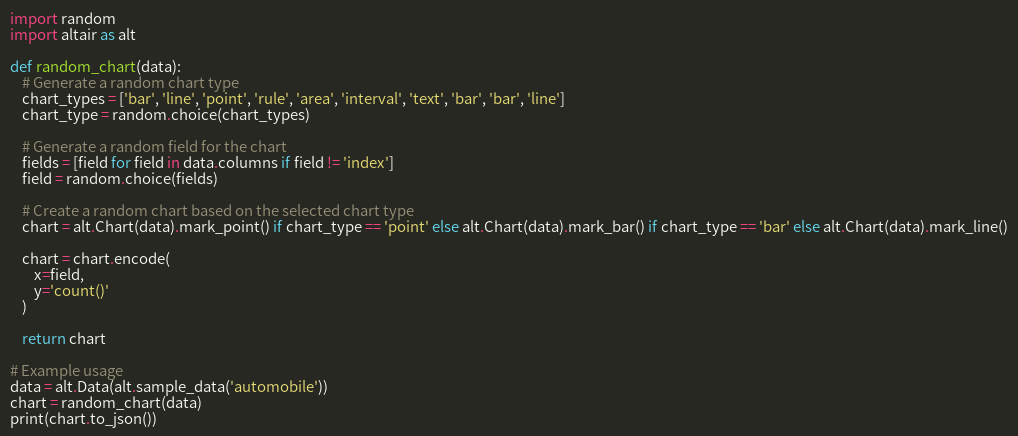 import random
import altair as alt
def random_chart(data):
# Generate a random chart type
chart_types = ['bar', 'line', 'point', 'rule', 'area', 'interval', 'text', 'bar', 'bar', 'line']
chart_type = random.choice(chart_types)
# Generate a random field for the chart
fields = [field for field in data.columns if field != 'index']
field = random.choice(fields)
# Create a random chart based on the selected chart type
chart = alt.Chart(data).mark_point() if chart_type == 'point' else alt.Chart(data).mark_bar() if chart_type == 'bar' else alt.Chart(data).mark_line()
chart = chart.encode(
x=field,
y='count()'
)
return chart
# Example usage
data = alt.Data(alt.sample_data('automobile'))
chart = random_chart(data)
print(chart.to_json())